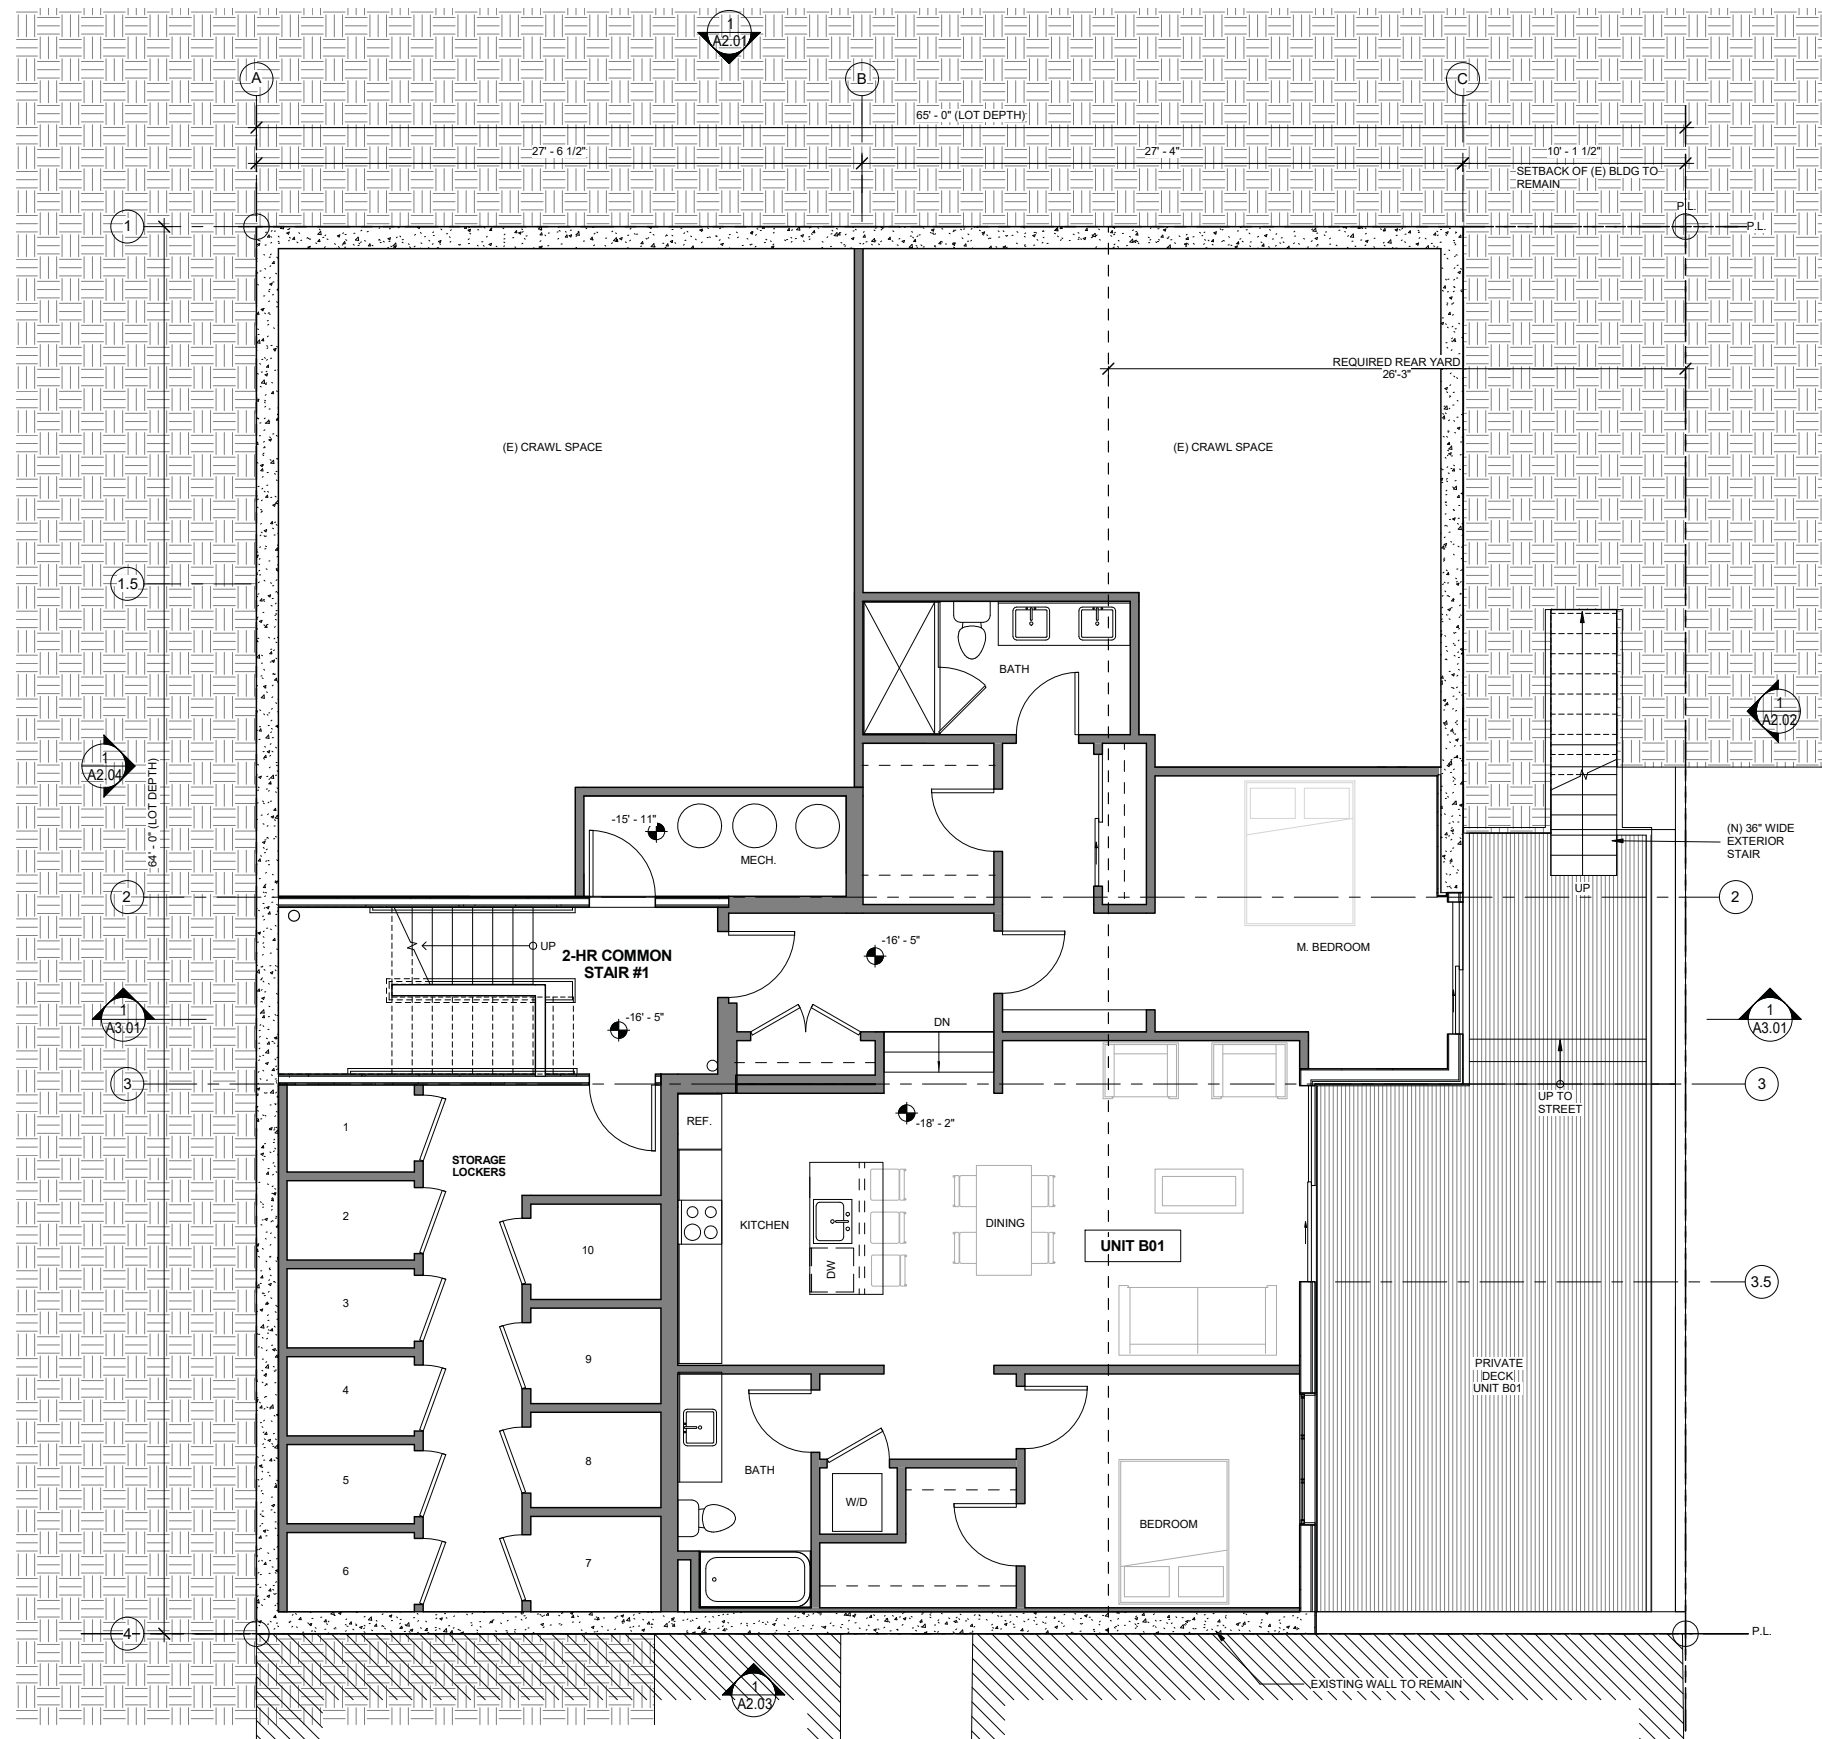 1
A2.01
A
B
C
65' - 0" (LOT DEPTH)
27' - 6 1/2"
27' - 4"
10' - 1 1/2"
SETBACK OF (E) BLDG TO
REMAIN
P.L.
1
P.L.
REQUIRED REAR YARD
26'-3"
(E) CRAWL SPACE
(E) CRAWL SPACE
1.5
BATH
1
A2.02
1
A2.04
64' - 0" (LOT DEPTH)
-15' - 11"
MECH.
(N) 36" WIDE
EXTERIOR
STAIR
UP
2
2
UP
2-HR COMMON
STAIR #1
-16' - 5"
M. BEDROOM
1
A3.01
-16' - 5"
DN
1
A3.01
3
3
UP TO
STREET
REF.
-18' - 2"
1
STORAGE
LOCKERS
2
KITCHEN
DINING
UNIT B01
10
DW
3.5
3
9
PRIVATE
DECK
UNIT B01
4
8
BATH
5
W/D
BEDROOM
7
6
4
P.L.
EXISTING WALL TO REMAIN
1
A2.03